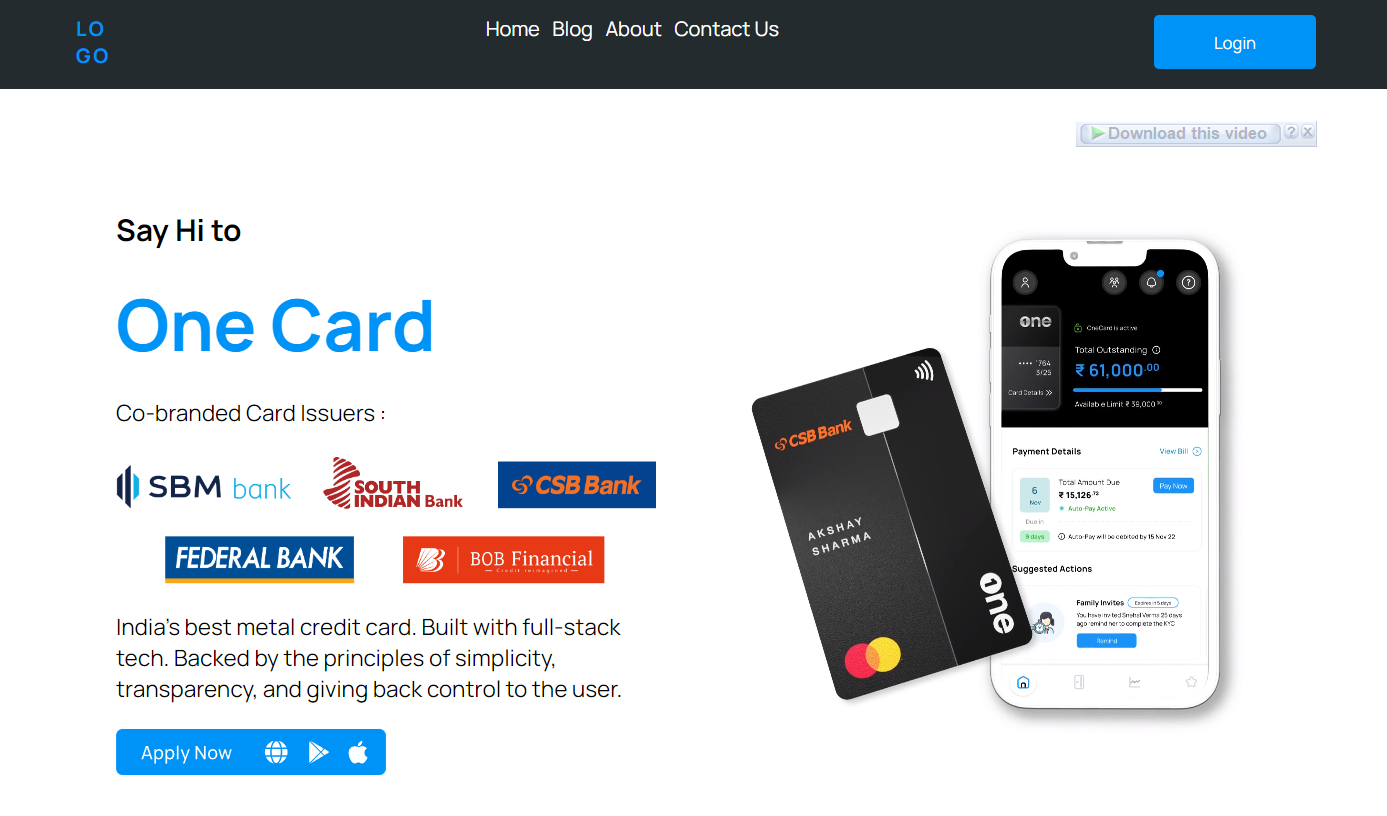 LO
GO
Home Blog About Contact Us
Login
Download this video ? X
Say Hi to
One Card
Co-branded Card Issuers :
SBM bank
SOUTH
INDIAN Bank
CSB Bank
FEDERAL BANK
BOB Financial
Credit reimagined
India's best metal credit card. Built with full-stack
tech. Backed by the principles of simplicity,
transparency, and giving back control to the user.
Apply Now
CSB Bank
AKSHAY
SHARMA
one
one
OneCard is active
Total Outstanding
₹ 61,000.00
•••• '764
3/25
Card Details
Available Limit ₹ 39,000.00
Payment Details
View Bill
6
Nov
Total Amount Due
₹ 15,126.72
Pay Now
Auto-Pay Active
Due in
9 days
Auto-Pay will be debited by 15 Nov 22
Suggested Actions
Family Invites
Expires in 5 days
You have invited Snehal Verma 25 days
ago remind her to complete the KYC
Remind